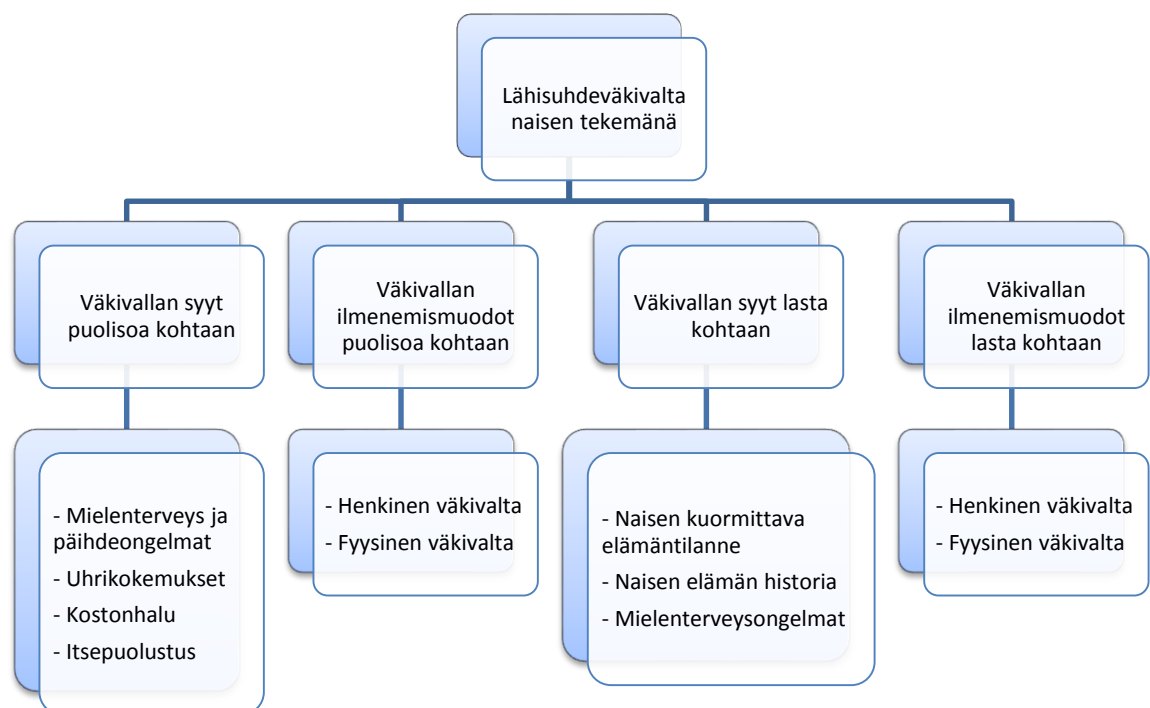 Lähisuhdeväkivalta
naisen tekemänä
Väkivallan syyt
puolisoa kohtaan
Väkivallan
ilmenemismuodot
puolisoa kohtaan
Väkivallan syyt lasta
kohtaan
Väkivallan
ilmenemismuodot
lasta kohtaan
- Mielenterveys ja
päihdeongelmat
- Uhrikokemukset
- Kostonhalu
- Itsepuolustus
- Henkinen väkivalta
- Fyysinen väkivalta
- Naisen kuormittava
elämäntilanne
- Naisen elämän historia
- Mielenterveysongelmat
- Henkinen väkivalta
- Fyysinen väkivalta